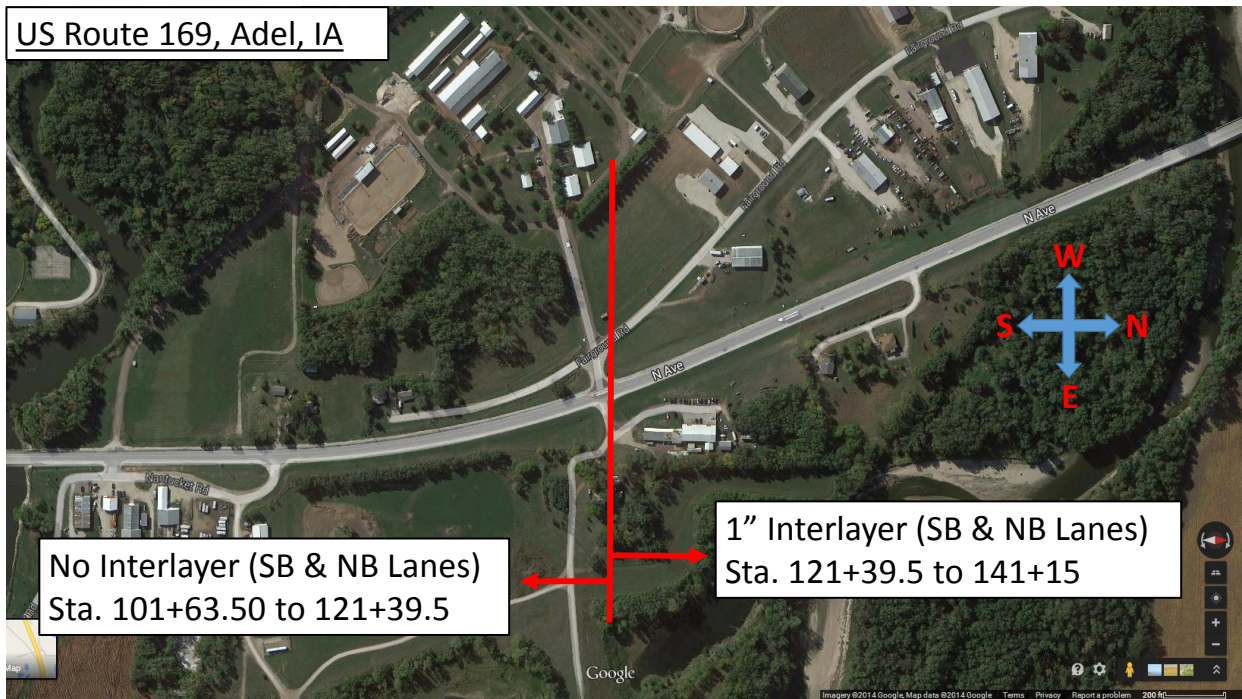 US Route 169, Adel, IA
Fairground Rd
Fairground Rd
N Ave
W
S
N
E
Fairground Rd
N Ave
Nantucket Rd
No Interlayer (SB & NB Lanes)
Sta. 101+63.50 to 121+39.5
1” Interlayer (SB & NB Lanes)
Sta. 121+39.5 to 141+15
Map
Google
Imagery ©2014 Google, Map data ©2014 Google Terms Privacy Report a problem 200 ft